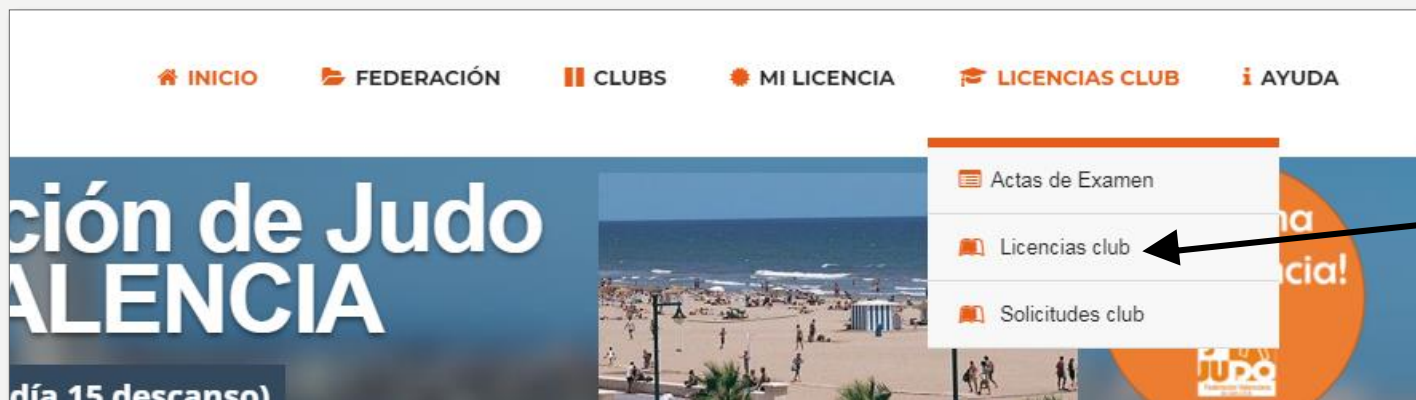 INICIO
FEDERACIÓN
CLUBS
MI LICENCIA
LICENCIAS CLUB
AYUDA
Actas de Examen
Licencias club
Solicitudes club
ción de Judo
ALENCIA
día 15 descanso)
na
cia!
JUDO